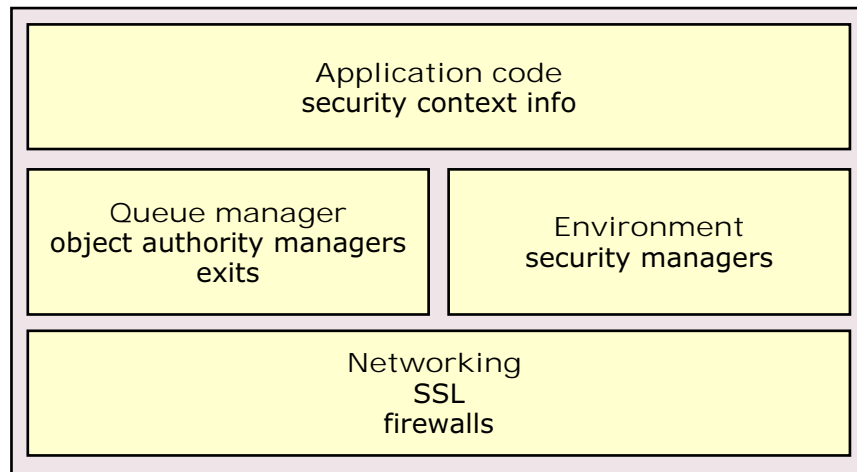 Application code
security context info
Queue manager
object authority managers
exits
Environment
security managers
Networking
SSL
firewalls